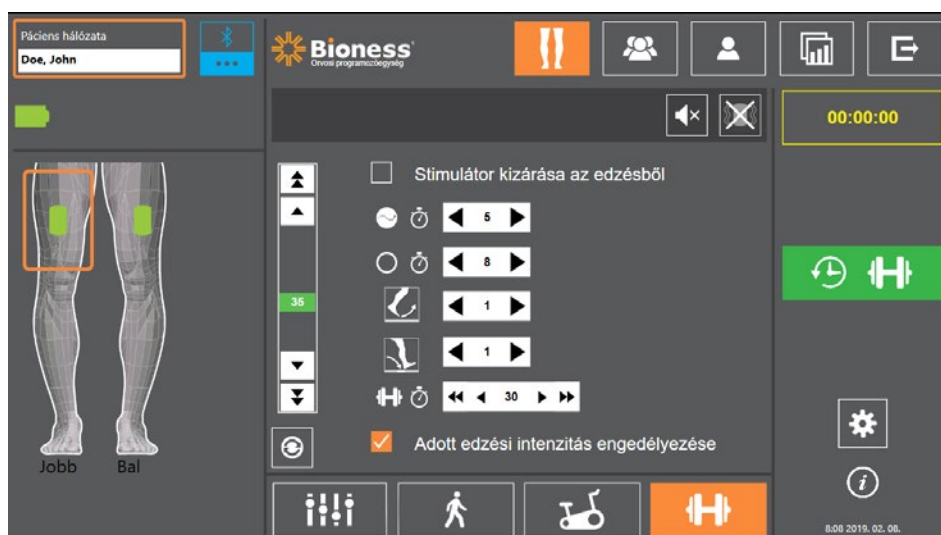 Páciens hálózata
Doe, John
Bioness
Orvosi programozóegység
00:00:00
Stimulátor kizárása az edzésből
5
8
35
1
1
30
Adott edzési intenzitás engedélyezése
Jobb
Bal
8:08 2019. 02. 08.